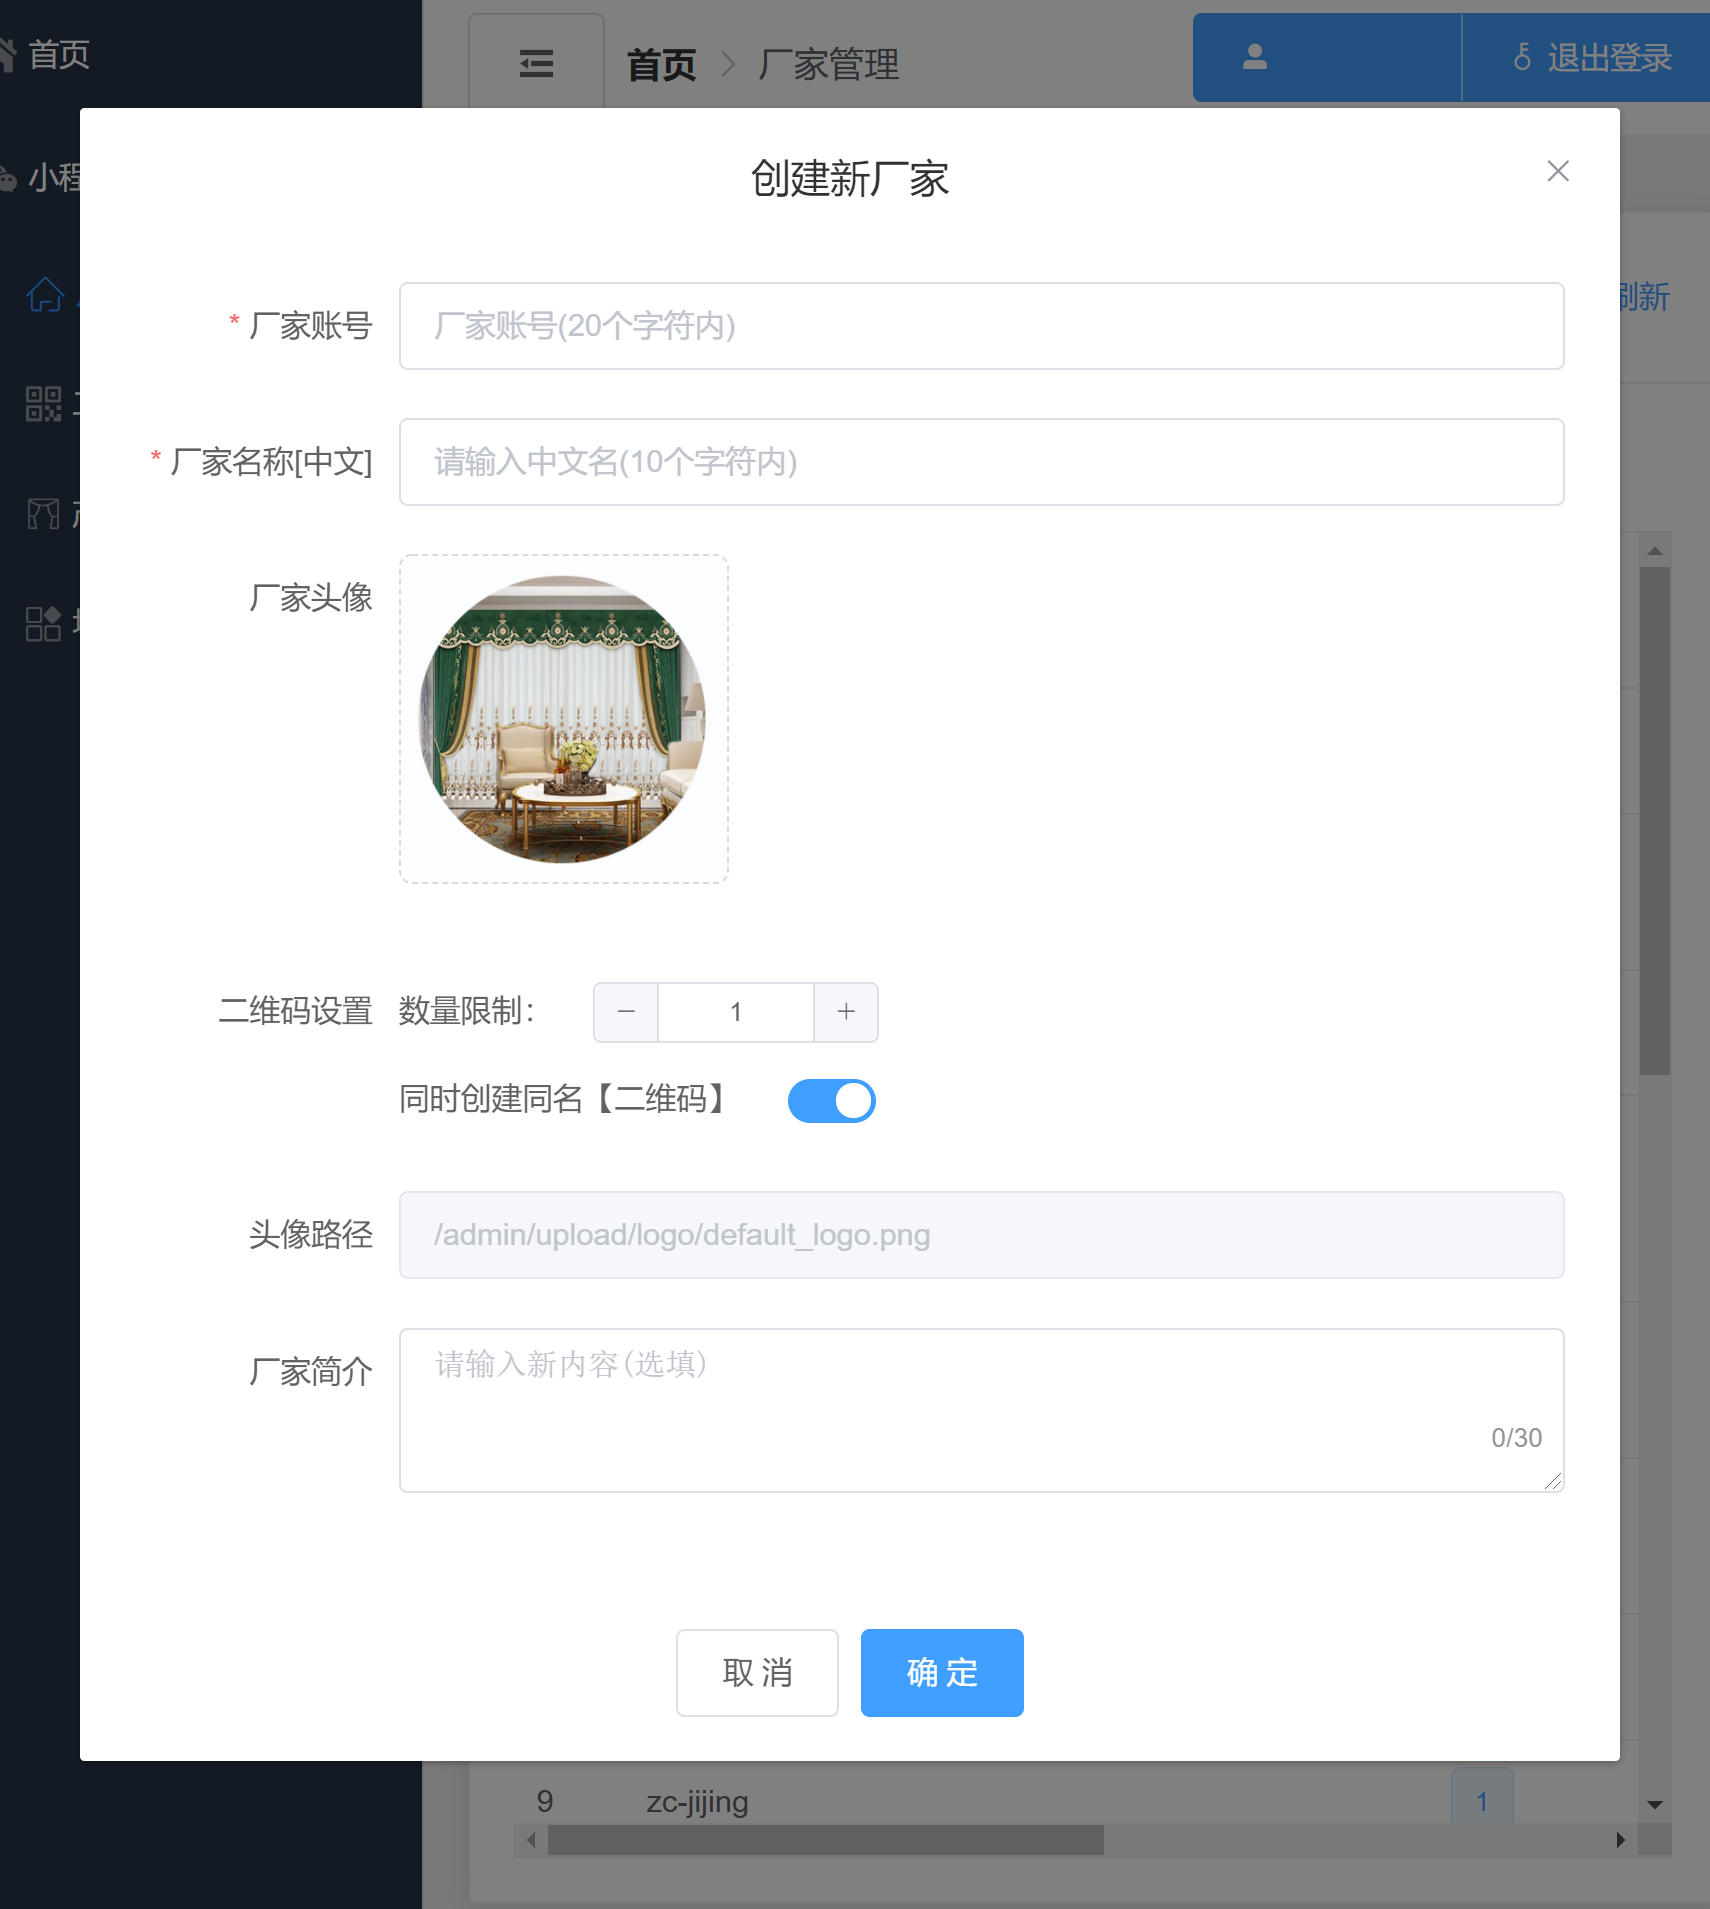 首页
首页 厂家管理
退出登录
小程
创建新厂家
刷新
* 厂家账号
厂家账号(20个字符内)
* 厂家名称[中文]
请输入中文名(10个字符内)
厂家头像
二维码设置 数量限制：
− 1 +
同时创建同名【二维码】
头像路径
/admin/upload/logo/default_logo.png
厂家简介
请输入新内容(选填)
0/30
取 消
确 定
9 zc-jijing 1